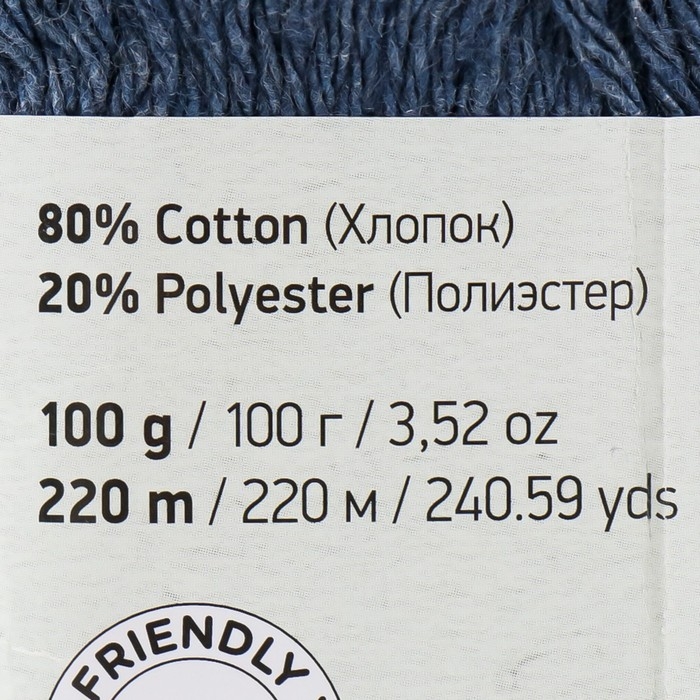 80% Cotton (Хлопок)
20% Polyester (Полиэстер)
100 g / 100 г / 3,52 oz
220 m / 220 м / 240.59 yds
FRIENDLY